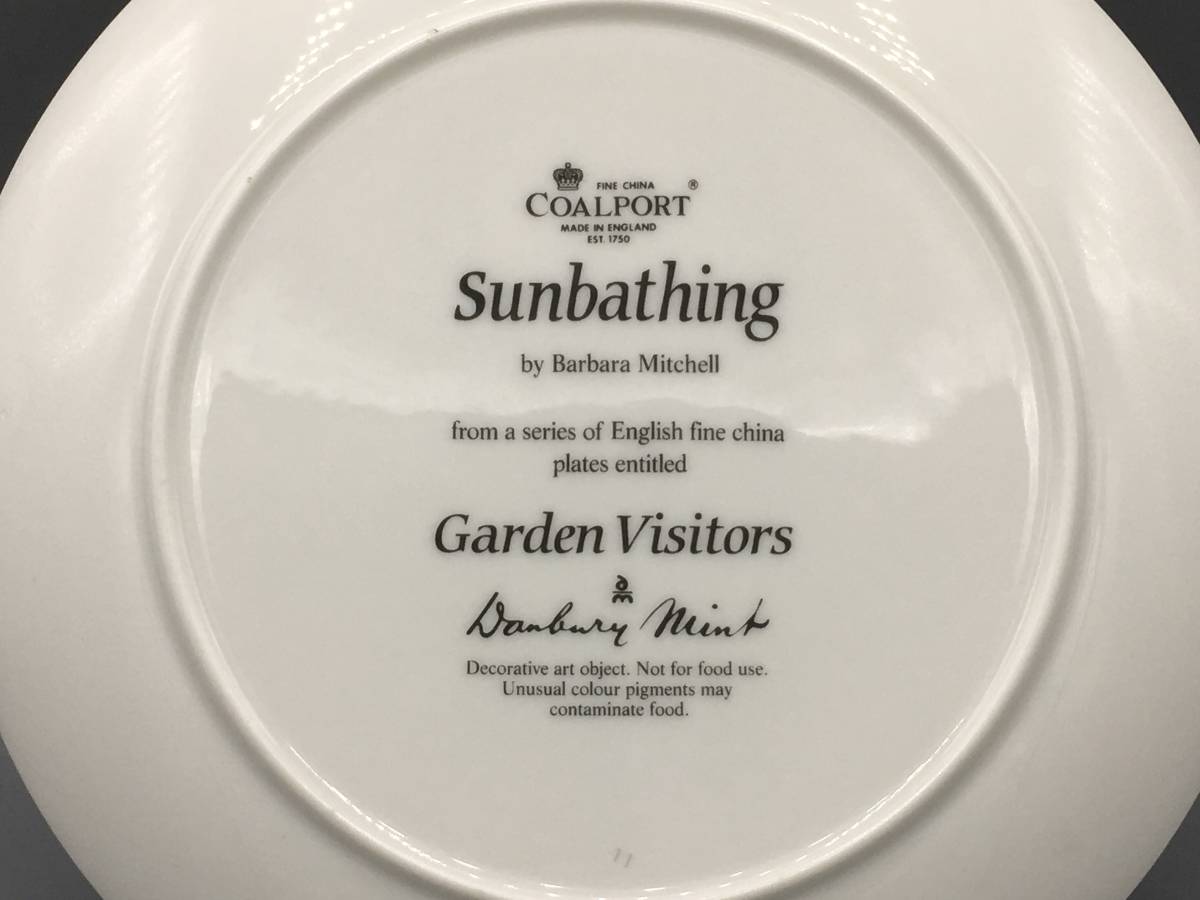 FINE CHINA ®
COALPORT
MADE IN ENGLAND
EST. 1750
Sunbathing
by Barbara Mitchell
from a series of English fine china
plates entitled
Garden Visitors
Danbury Mint
Decorative art object. Not for food use.
Unusual colour pigments may
contaminate food.